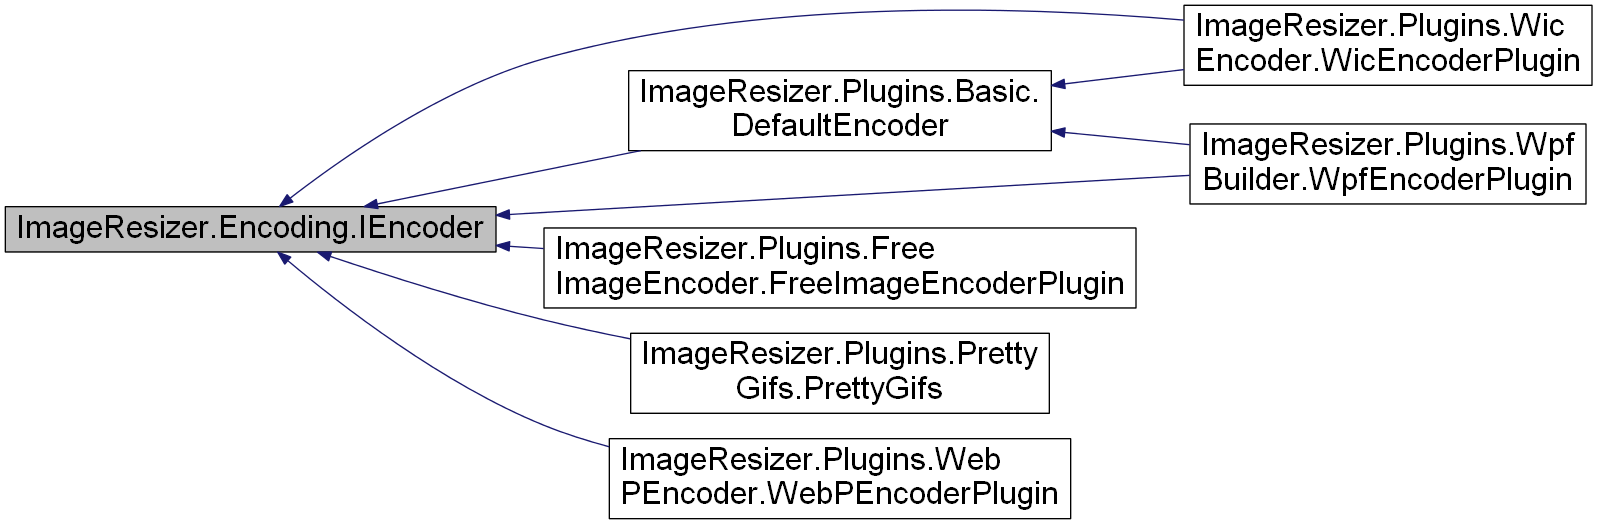 ImageResizer.Encoding.IEncoder
ImageResizer.Plugins.Wic
Encoder.WicEncoderPlugin
ImageResizer.Plugins.Basic.
DefaultEncoder
ImageResizer.Plugins.Wpf
Builder.WpfEncoderPlugin
ImageResizer.Plugins.Free
ImageEncoder.FreeImageEncoderPlugin
ImageResizer.Plugins.Pretty
Gifs.PrettyGifs
ImageResizer.Plugins.Web
PEncoder.WebPEncoderPlugin